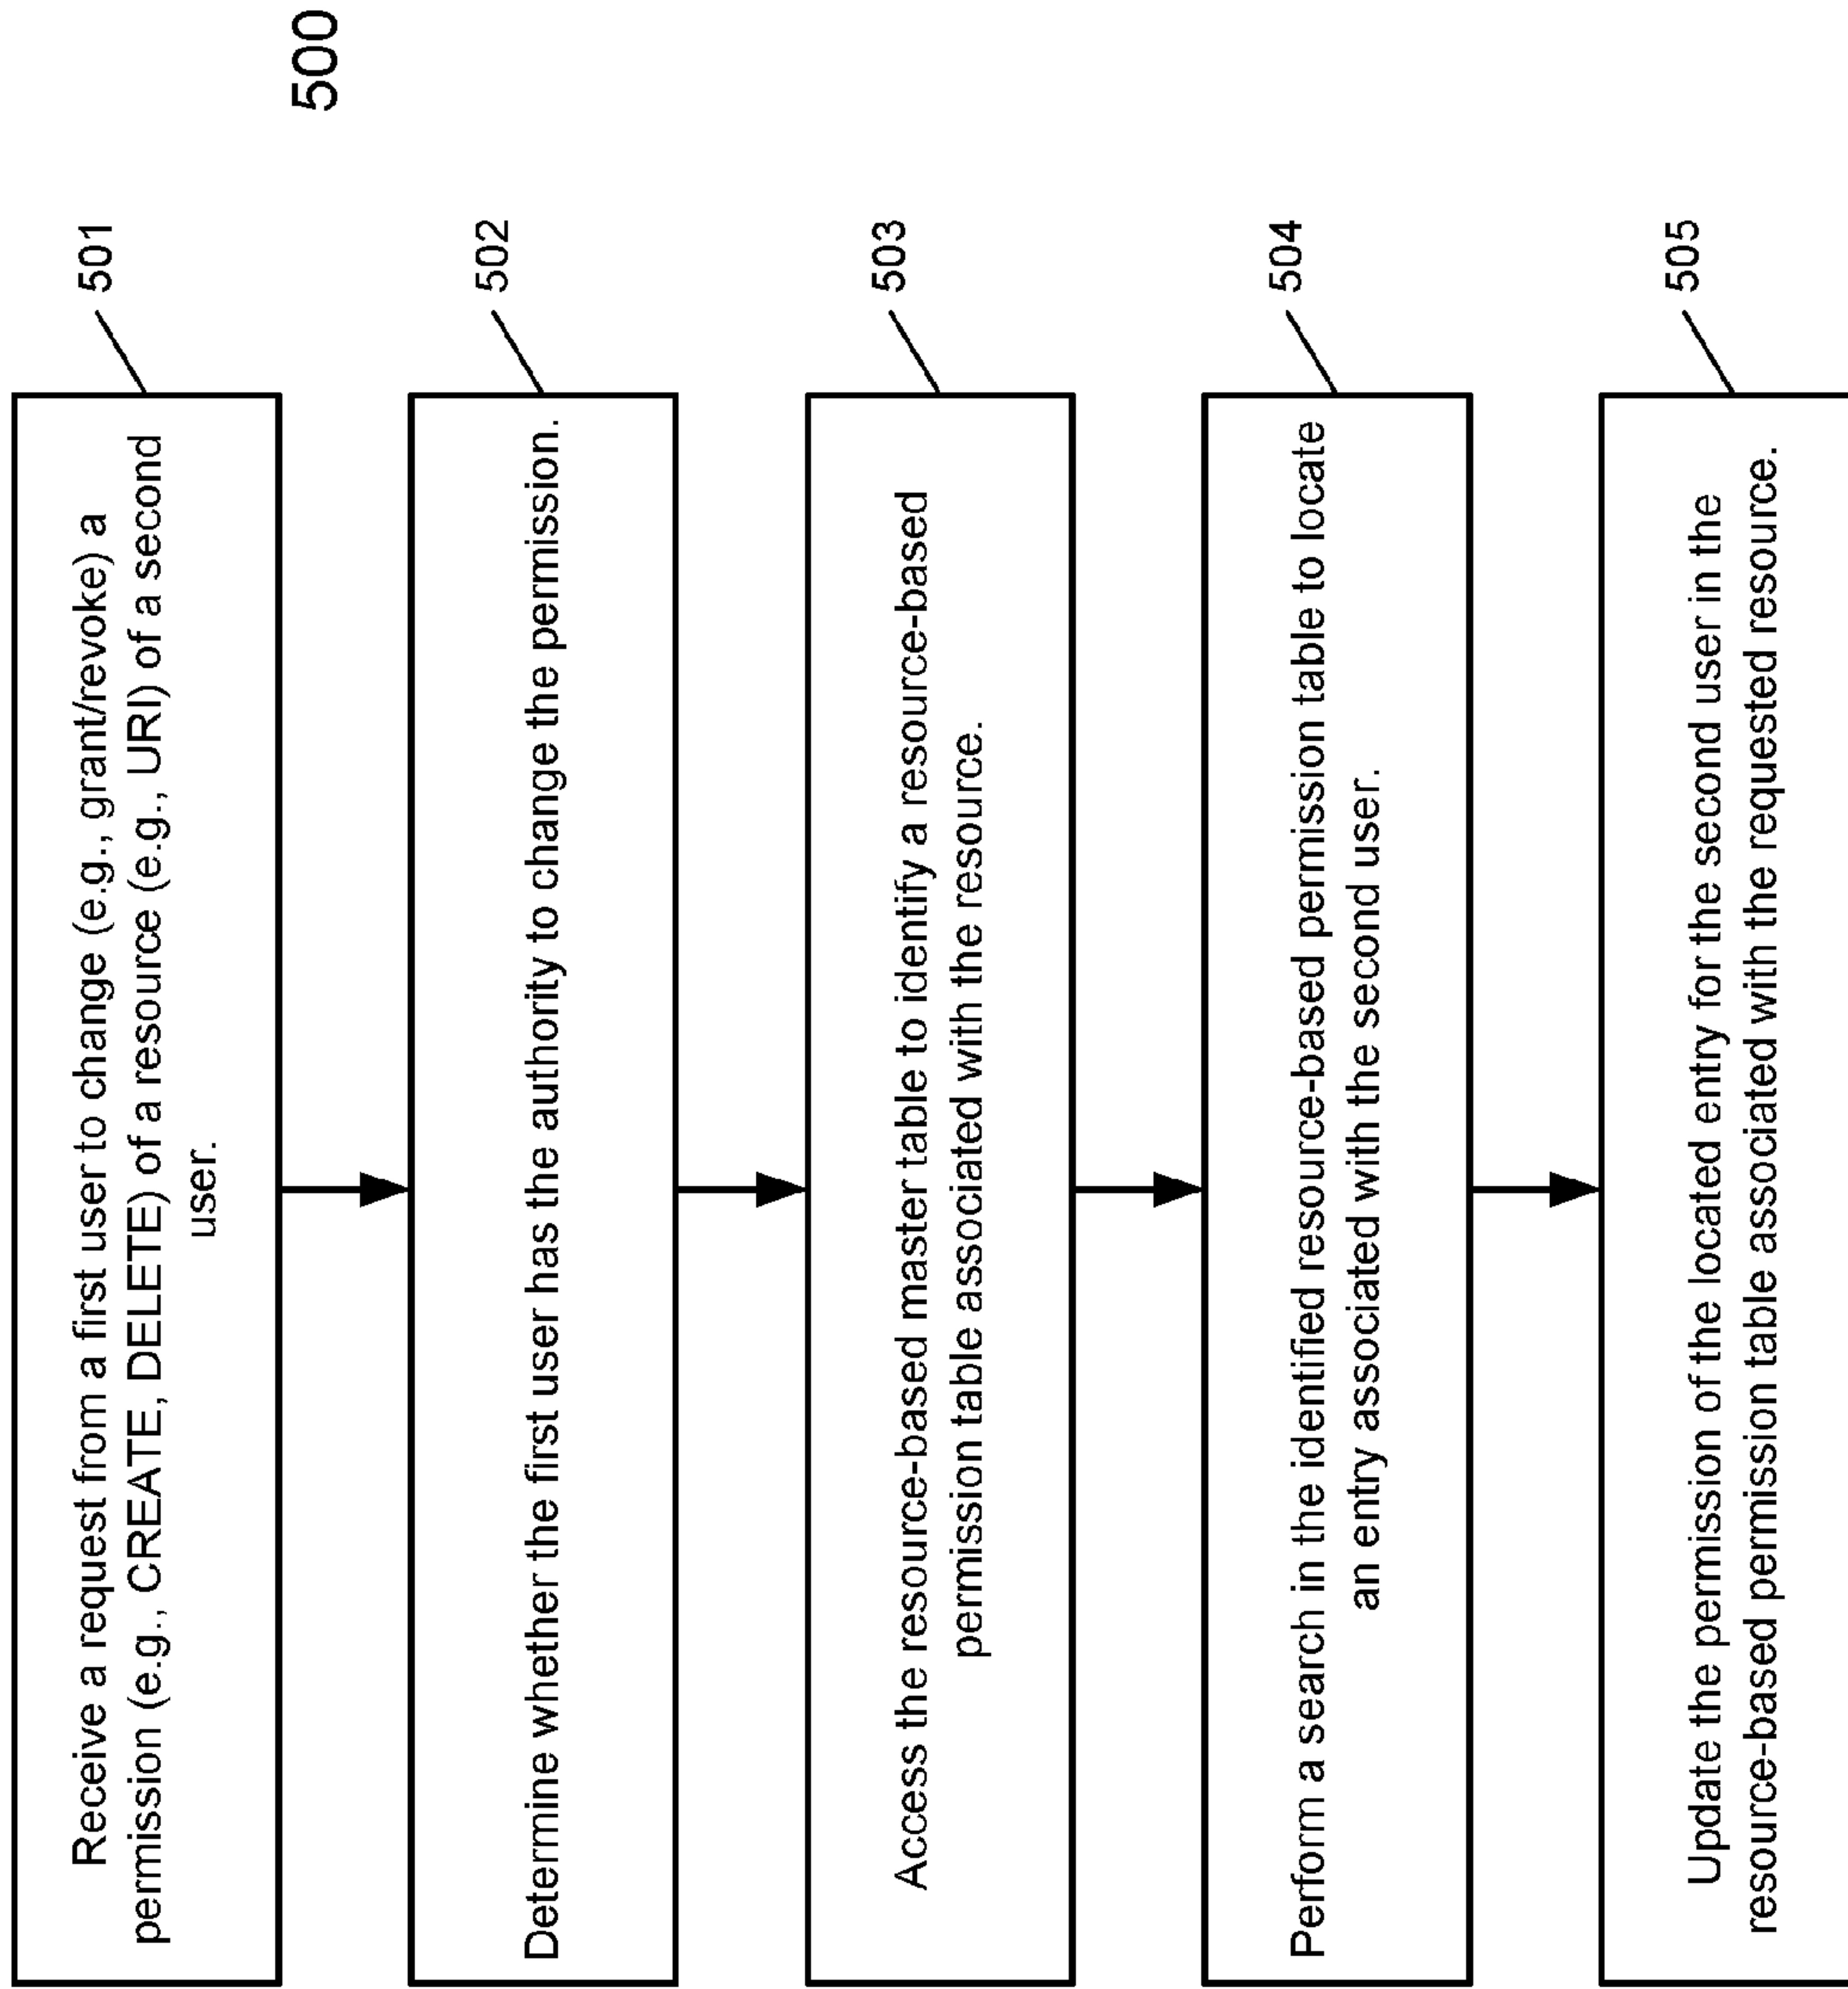 500
Receive a request from a first user to change (e.g., grant/revoke) a
permission (e.g., CREATE, DELETE) of a resource (e.g., URI) of a second
user.
501
Determine whether the first user has the authority to change the permission.
502
Access the resource-based master table to identify a resource-based
permission table associated with the resource.
503
Perform a search in the identified resource-based permission table to locate
an entry associated with the second user.
504
Update the permission of the located entry for the second user in the
resource-based permission table associated with the requested resource.
505